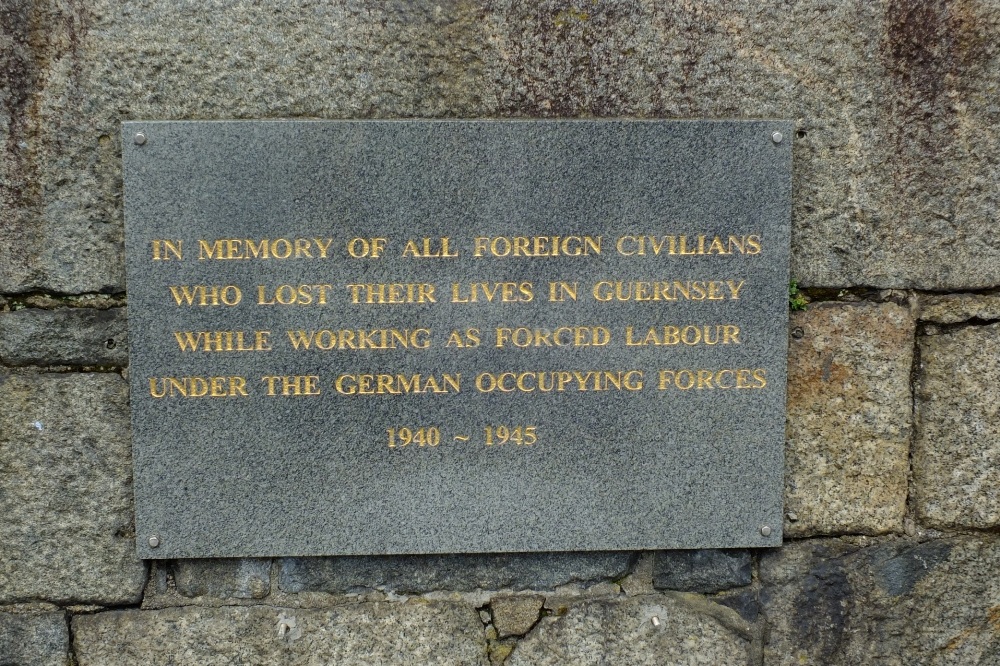 IN MEMORY OF ALL FOREIGN CIVILIANS
WHO LOST THEIR LIVES IN GUERNSEY
WHILE WORKING AS FORCED LABOUR
UNDER THE GERMAN OCCUPYING FORCES
1940 ~ 1945